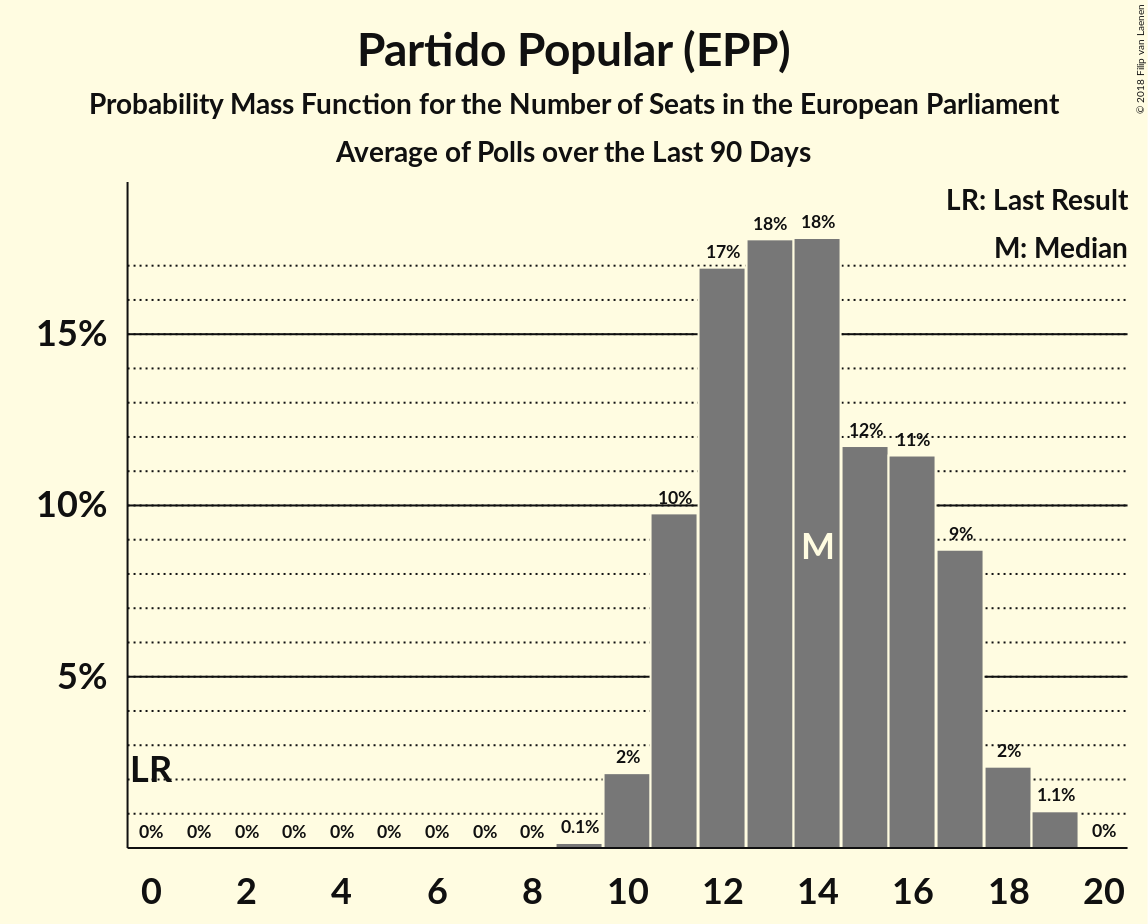 Partido Popular (EPP)
Probability Mass Function for the Number of Seats in the European Parliament
Average of Polls over the Last 90 Days
© 2018 Filip van Laenen
LR: Last Result
M: Median
15%
10%
5%
LR
M
0% 0% 0% 0% 0% 0% 0% 0% 0% 0.1% 2% 10% 17% 18% 18% 12% 11% 9% 2% 1.1% 0%
0 2 4 6 8 10 12 14 16 18 20